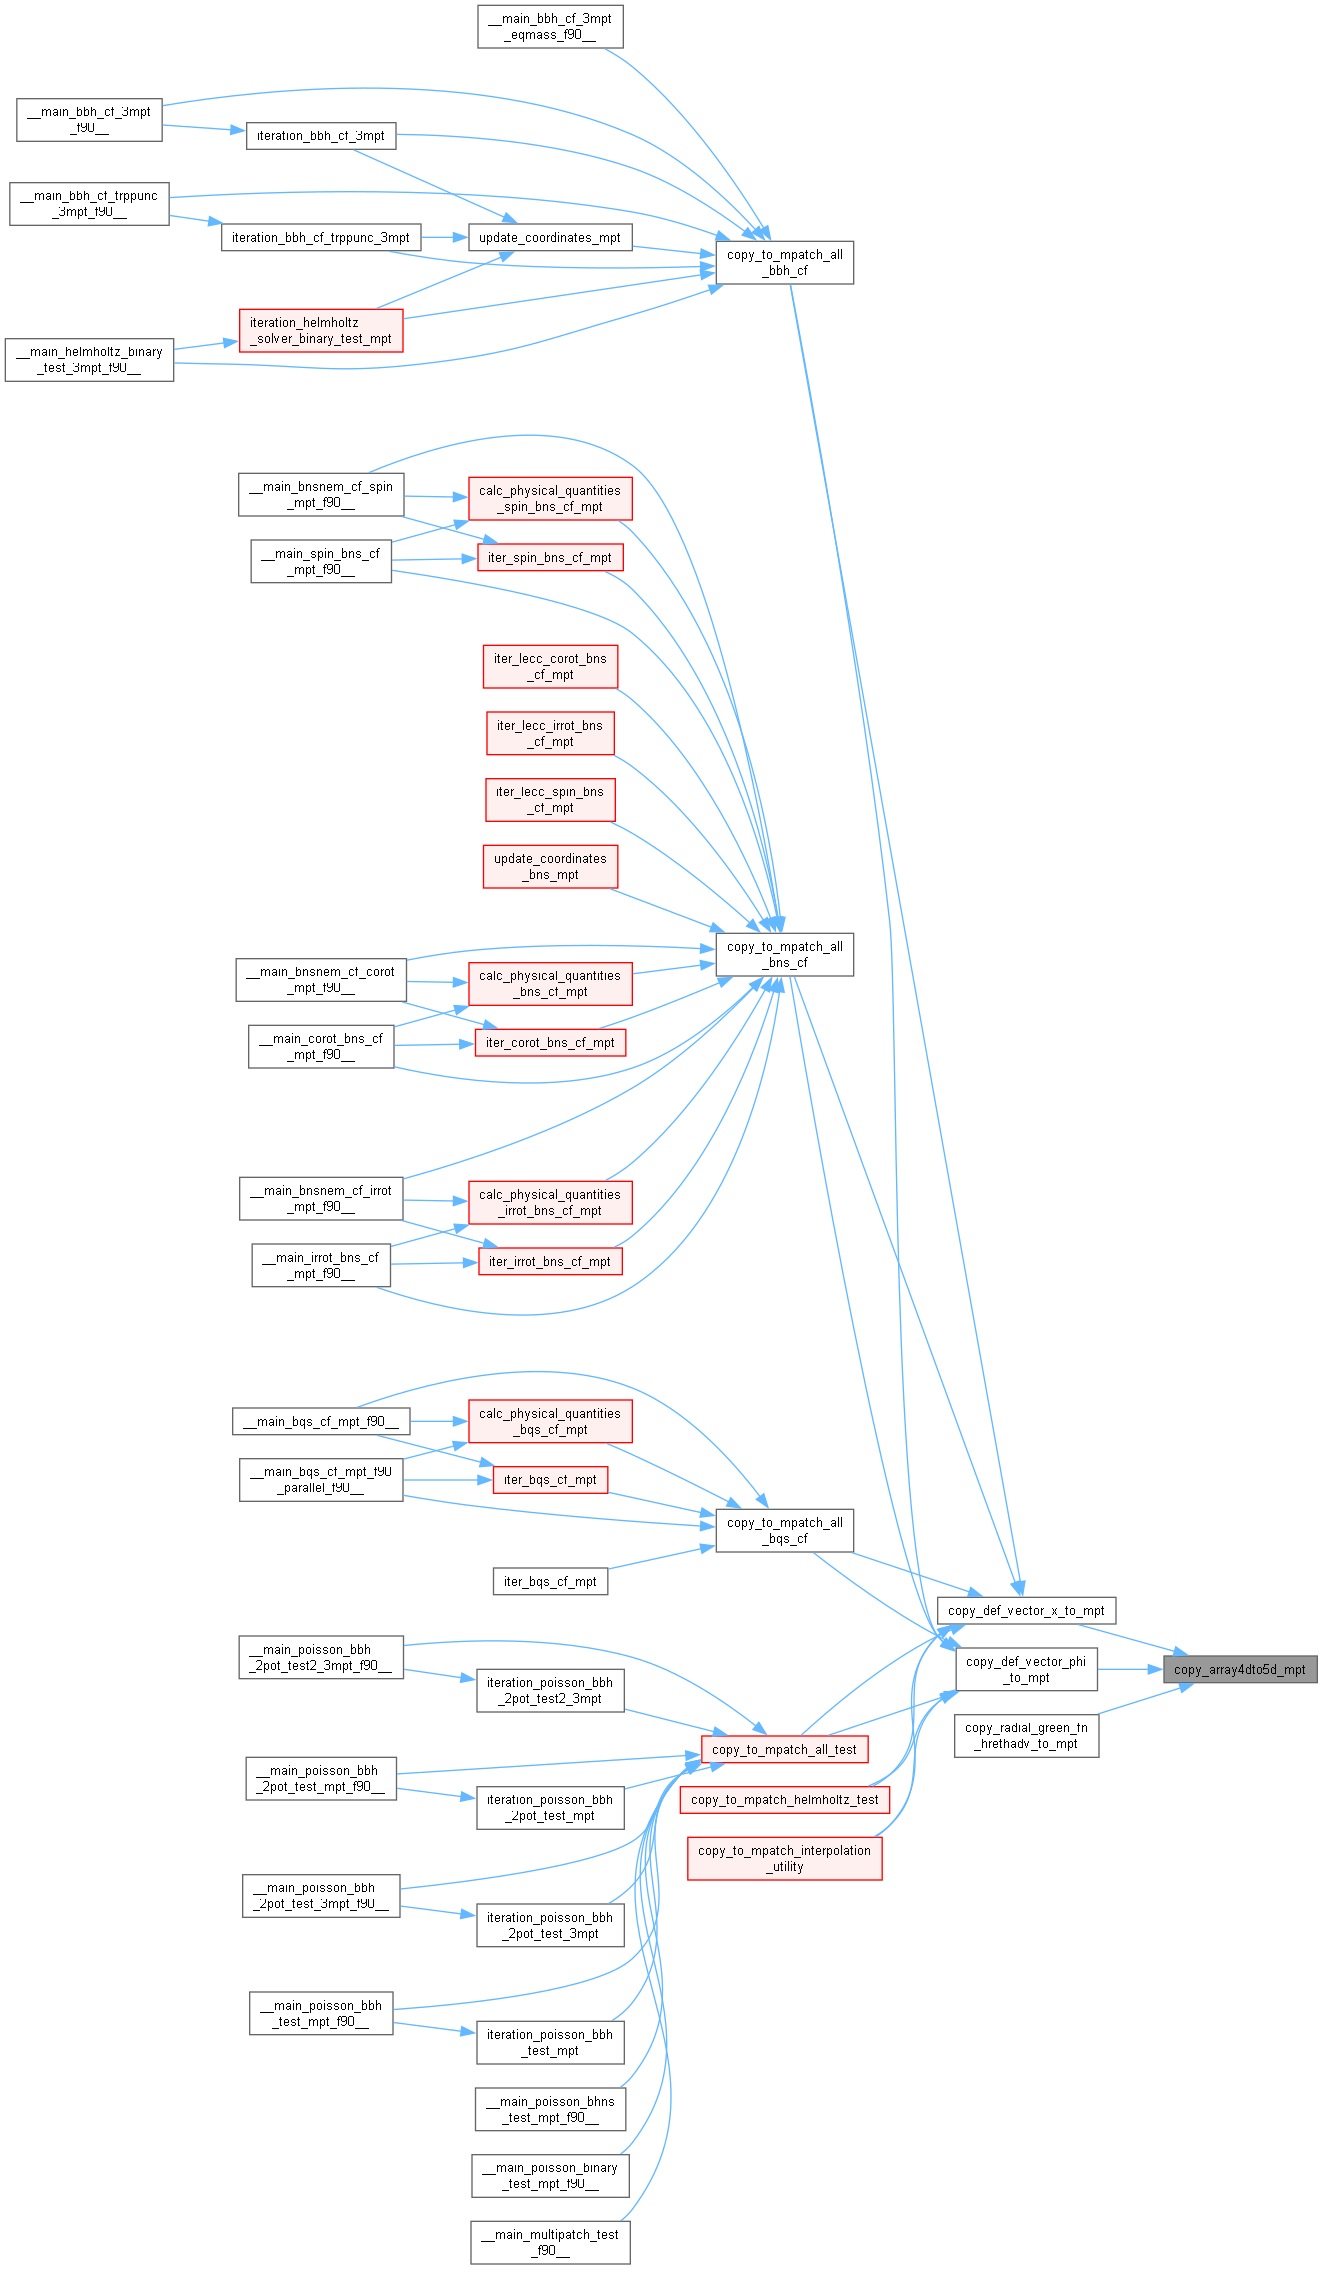 __main_bbh_cf_3mpt
_eqmass_f90__
__main_bbh_cf_3mpt
_f90__
iteration_bbh_cf_3mpt
__main_bbh_cf_trppunc
_3mpt_f90__
iteration_bbh_cf_trppunc_3mpt
update_coordinates_mpt
copy_to_mpatch_all
_bbh_cf
iteration_helmholtz
_solver_binary_test_mpt
__main_helmholtz_binary
_test_3mpt_f90__
__main_bnsnem_cf_spin
_mpt_f90__
calc_physical_quantities
_spin_bns_cf_mpt
__main_spin_bns_cf
_mpt_f90__
iter_spin_bns_cf_mpt
iter_lecc_corot_bns
_cf_mpt
iter_lecc_irrot_bns
_cf_mpt
iter_lecc_spin_bns
_cf_mpt
update_coordinates
_bns_mpt
copy_to_mpatch_all
_bns_cf
__main_bnsnem_cf_corot
_mpt_f90__
calc_physical_quantities
_bns_cf_mpt
__main_corot_bns_cf
_mpt_f90__
iter_corot_bns_cf_mpt
__main_bnsnem_cf_irrot
_mpt_f90__
calc_physical_quantities
_irrot_bns_cf_mpt
__main_irrot_bns_cf
_mpt_f90__
iter_irrot_bns_cf_mpt
__main_bqs_cf_mpt_f90__
calc_physical_quantities
_bqs_cf_mpt
__main_bqs_cf_mpt_f90
_parallel_f90__
iter_bqs_cf_mpt
copy_to_mpatch_all
_bqs_cf
iter_bqs_cf_mpt
copy_def_vector_x_to_mpt
__main_poisson_bbh
_2pot_test2_3mpt_f90__
iteration_poisson_bbh
_2pot_test2_3mpt
copy_def_vector_phi
_to_mpt
copy_array4dto5d_mpt
copy_radial_green_fn
_hrethadv_to_mpt
copy_to_mpatch_all_test
__main_poisson_bbh
_2pot_test_mpt_f90__
iteration_poisson_bbh
_2pot_test_mpt
copy_to_mpatch_helmholtz_test
copy_to_mpatch_interpolation
_utility
__main_poisson_bbh
_2pot_test_3mpt_f90__
iteration_poisson_bbh
_2pot_test_3mpt
__main_poisson_bbh
_test_mpt_f90__
iteration_poisson_bbh
_test_mpt
__main_poisson_bhns
_test_mpt_f90__
__main_poisson_binary
_test_mpt_f90__
__main_multipatch_test
_f90__